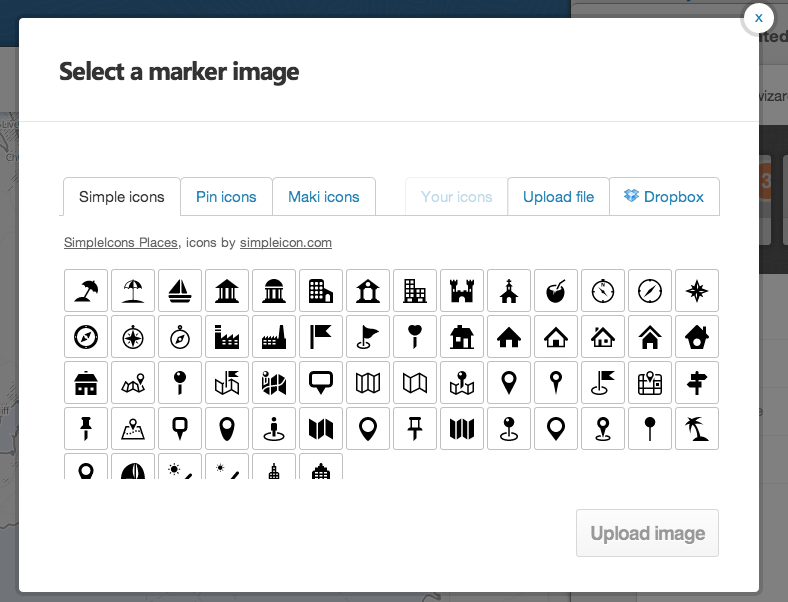 x
Select a marker image
Simple icons Pin icons Maki icons Your icons Upload file Dropbox
SimpleIcons Places, icons by simpleicon.com
Upload image